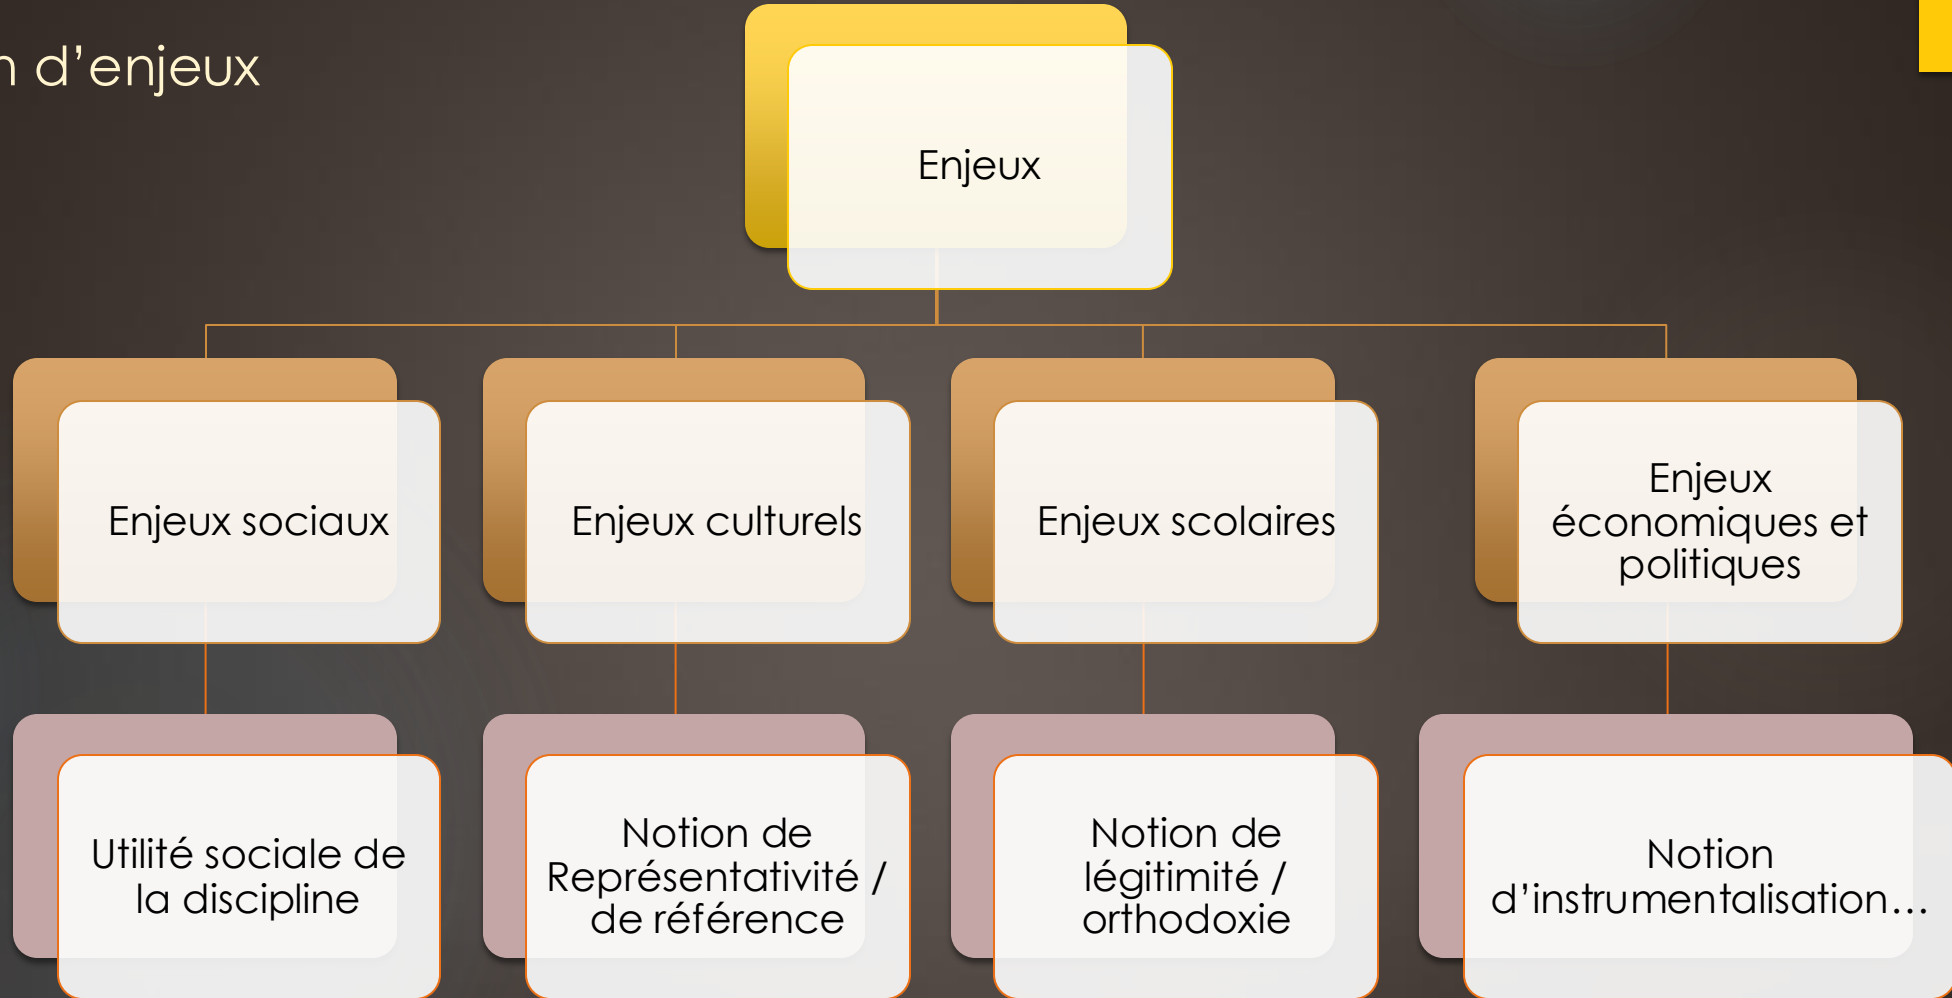 n d’enjeux
Enjeux
Enjeux sociaux
Enjeux culturels
Enjeux scolaires
Enjeux
économiques et
politiques
Utilité sociale de
la discipline
Notion de
Représentativité /
de référence
Notion de
légitimité /
orthodoxie
Notion
d’instrumentalisation…